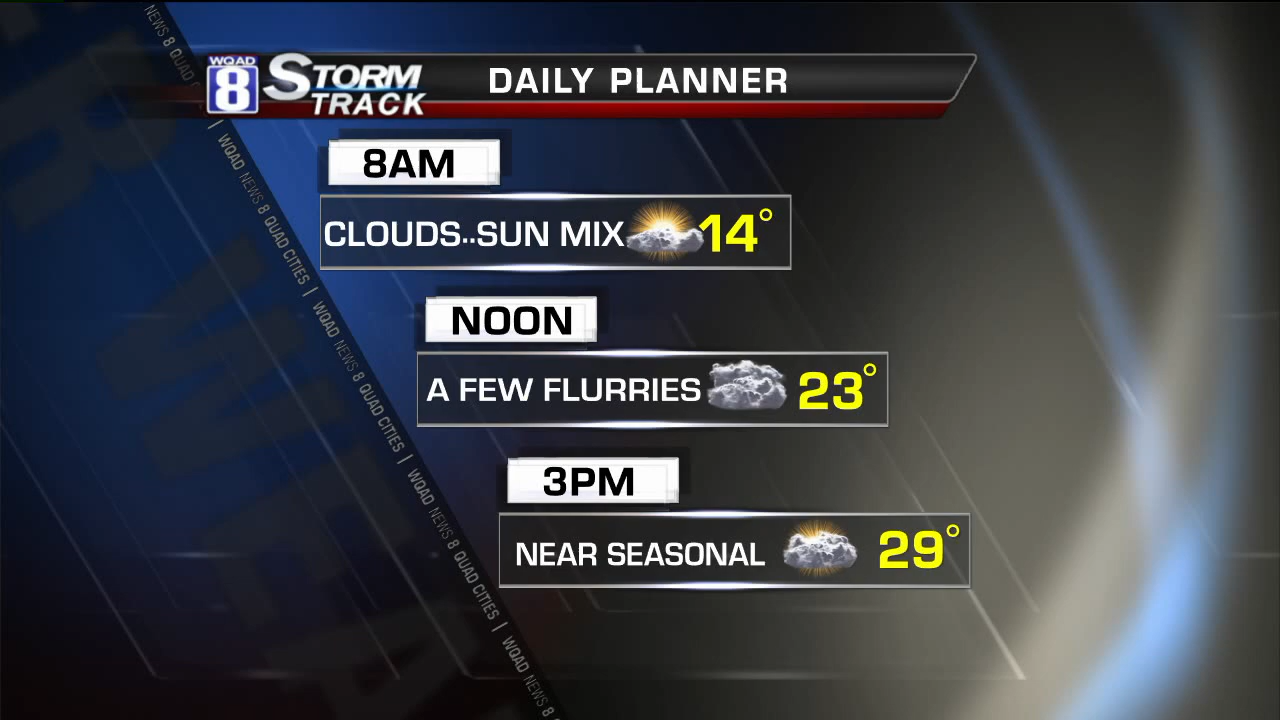 WQAD
8
STORM
TRACK
DAILY PLANNER
8AM
CLOUDS..SUN MIX 14°
NOON
A FEW FLURRIES 23°
3PM
NEAR SEASONAL 29°
NEWS 8 QUAD
WQAD NEWS 8 QUAD CITIES |
WQAD NEWS 8 QUAD CITIES |
WQAD NEWS 8 QUAD CITIES |
WQAD NEWS 8